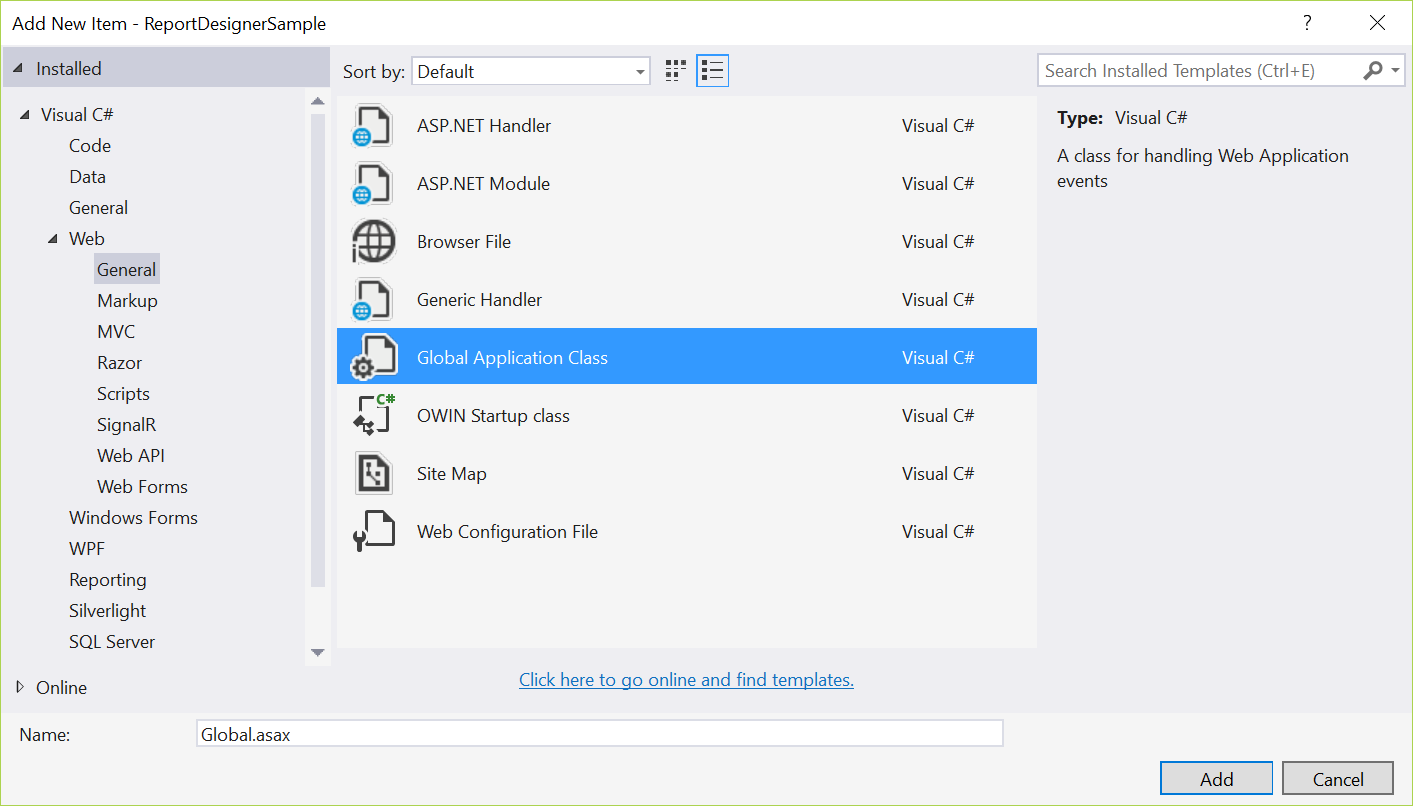 Add New Item - ReportDesignerSample
?
Installed
Sort by: Default
Search Installed Templates (Ctrl+E)
Visual C#
Code
Data
General
Web
General
Markup
MVC
Razor
Scripts
SignalR
Web API
Web Forms
Windows Forms
WPF
Reporting
Silverlight
SQL Server
Online
ASP.NET Handler Visual C#
ASP.NET Module Visual C#
Browser File Visual C#
Generic Handler Visual C#
Global Application Class Visual C#
C#
OWIN Startup class Visual C#
Site Map Visual C#
Web Configuration File Visual C#
Click here to go online and find templates.
Type: Visual C#
A class for handling Web Application
events
Name: Global.asax
Add Cancel